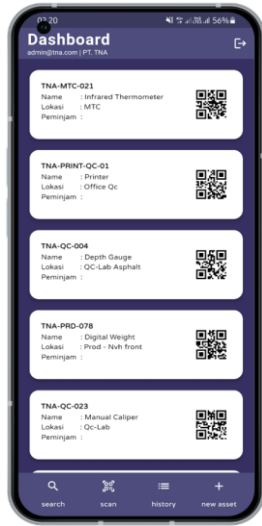 03:20
56%
Dashboard
admin@tna.com | PT. TNA
TNA-MTC-021
Name : Infrared Thermometer
Lokasi : MTC
Peminjam :
TNA-PRINT-QC-01
Name : Printer
Lokasi : Office Qc
Peminjam :
TNA-QC-004
Name : Depth Gauge
Lokasi : QC-Lab Asphalt
Peminjam :
TNA-PRD-078
Name : Digital Weight
Lokasi : Prod - Nvh front
Peminjam :
TNA-QC-023
Name : Manual Caliper
Lokasi : Qc-Lab
Peminjam :
search scan history new asset